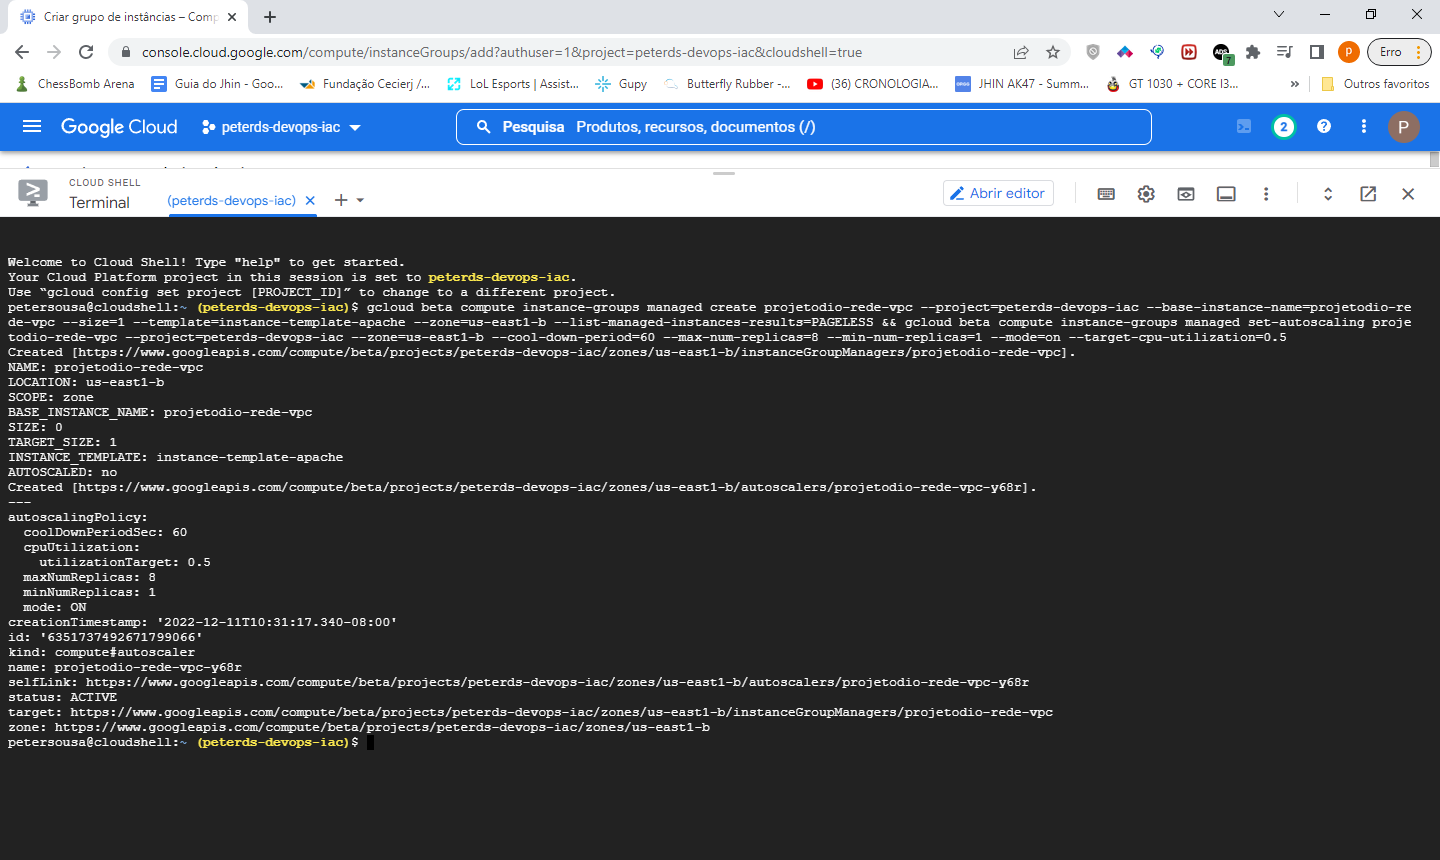 Criar grupo de instâncias – Comp
console.cloud.google.com/compute/instanceGroups/add?authuser=1&project=peterds-devops-iac&cloudshell=true
ABS
7
p
Erro
ChessBomb Arena
Guia do Jhin - Goo...
Fundação Cecierj /...
LoL Esports | Assist...
Gupy
Butterfly Rubber -...
(36) CRONOLOGIA...
JHIN AK47 - Summ...
GT 1030 + CORE I3...
»
Outros favoritos
Google Cloud
peterds-devops-iac
Pesquisa Produtos, recursos, documentos (/)
2
P
CLOUD SHELL
Terminal
(peterds-devops-iac)
Abrir editor
Welcome to Cloud Shell! Type "help" to get started.
Your Cloud Platform project in this session is set to peterds-devops-iac.
Use “gcloud config set project [PROJECT_ID]” to change to a different project.
petersousa@cloudshell:~ (peterds-devops-iac)$ gcloud beta compute instance-groups managed create projetodio-rede-vpc --project=peterds-devops-iac --base-instance-name=projetodio-re
de-vpc --size=1 --template=instance-template-apache --zone=us-east1-b --list-managed-instances-results=PAGELESS && gcloud beta compute instance-groups managed set-autoscaling proje
todio-rede-vpc --project=peterds-devops-iac --zone=us-east1-b --cool-down-period=60 --max-num-replicas=8 --min-num-replicas=1 --mode=on --target-cpu-utilization=0.5
Created [https://www.googleapis.com/compute/beta/projects/peterds-devops-iac/zones/us-east1-b/instanceGroupManagers/projetodio-rede-vpc].
NAME: projetodio-rede-vpc
LOCATION: us-east1-b
SCOPE: zone
BASE_INSTANCE_NAME: projetodio-rede-vpc
SIZE: 0
TARGET_SIZE: 1
INSTANCE_TEMPLATE: instance-template-apache
AUTOSCALED: no
Created [https://www.googleapis.com/compute/beta/projects/peterds-devops-iac/zones/us-east1-b/autoscalers/projetodio-rede-vpc-y68r].
---
autoscalingPolicy:
  coolDownPeriodSec: 60
  cpuUtilization:
    utilizationTarget: 0.5
  maxNumReplicas: 8
  minNumReplicas: 1
  mode: ON
creationTimestamp: '2022-12-11T10:31:17.340-08:00'
id: '6351737492671799066'
kind: compute#autoscaler
name: projetodio-rede-vpc-y68r
selfLink: https://www.googleapis.com/compute/beta/projects/peterds-devops-iac/zones/us-east1-b/autoscalers/projetodio-rede-vpc-y68r
status: ACTIVE
target: https://www.googleapis.com/compute/beta/projects/peterds-devops-iac/zones/us-east1-b/instanceGroupManagers/projetodio-rede-vpc
zone: https://www.googleapis.com/compute/beta/projects/peterds-devops-iac/zones/us-east1-b
petersousa@cloudshell:~ (peterds-devops-iac)$